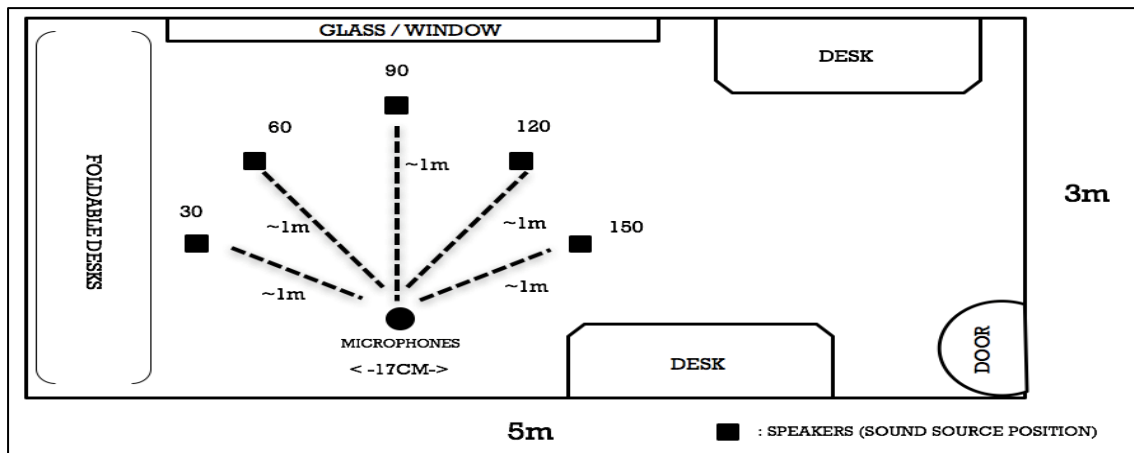 GLASS / WINDOW
DESK
90
60
120
~1m
FOLDABLE DESKS
3m
30
~1m
~1m
150
~1m
~1m
MICROPHONES
< -17CM->
DESK
DOOR
5m
: SPEAKERS (SOUND SOURCE POSITION)